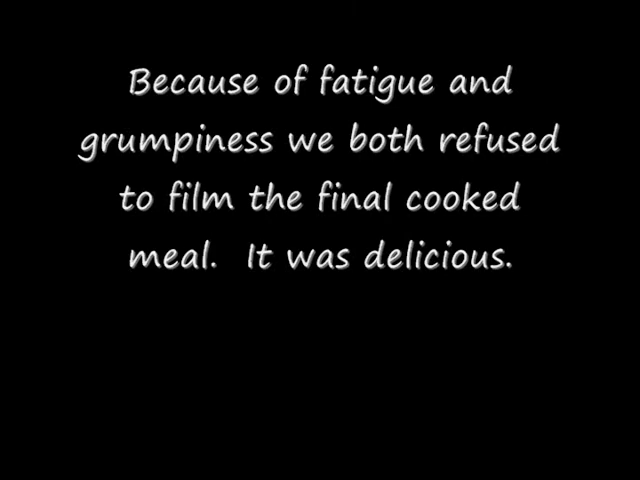 Because of fatigue and
grumpiness we both refused
to film the final cooked
meal.  It was delicious.